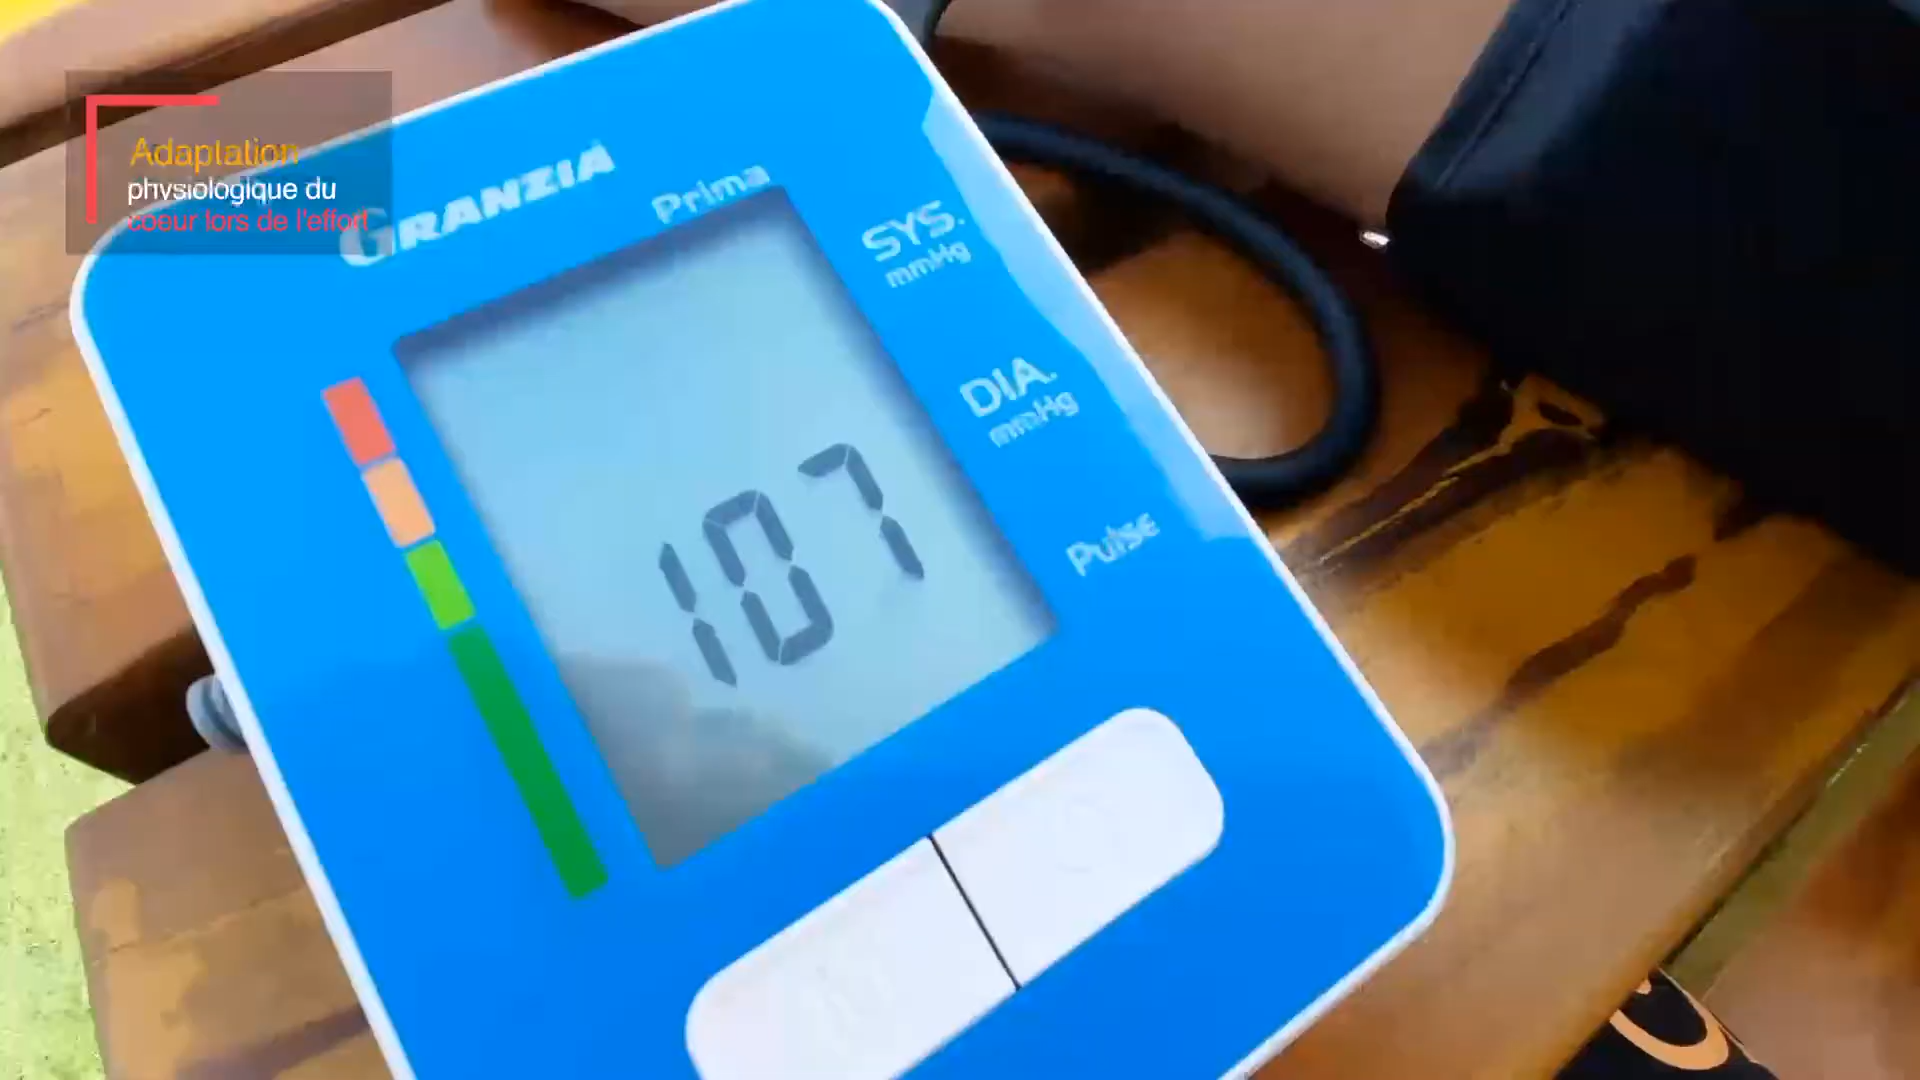 Adaptation
physiologique du
coeur lors de l'effort
GRANZIA
Prima
SYS.
mmHg
DIA.
mmHg
Pulse
107